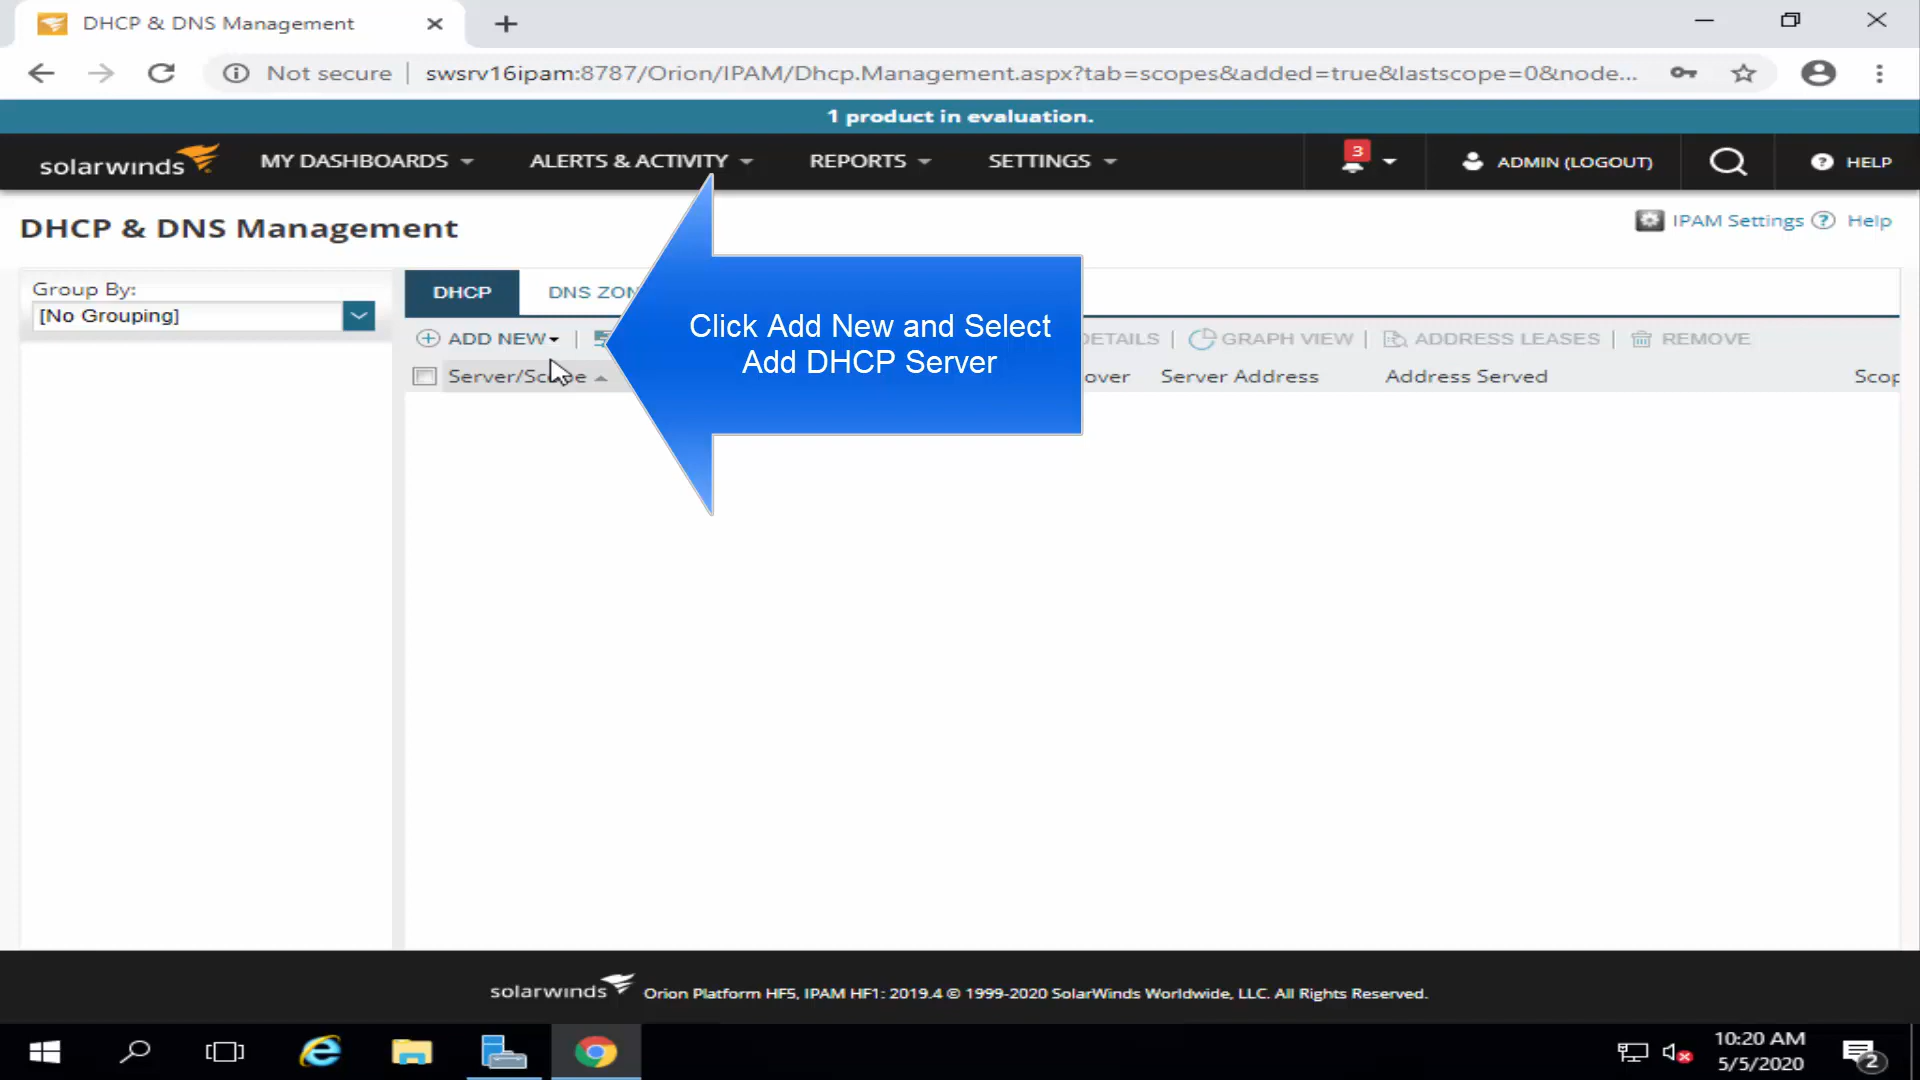 DHCP & DNS Management
Not secure
swsrv16ipam:8787/Orion/IPAM/Dhcp.Management.aspx?tab=scopes&added=true&lastscope=0&node...
1 product in evaluation.
solarwinds
MY DASHBOARDS
ALERTS & ACTIVITY
REPORTS
SETTINGS
3
ADMIN (LOGOUT)
HELP
DHCP & DNS Management
IPAM Settings
Help
Group By:
[No Grouping]
DHCP
DNS ZON
ADD NEW
DETAILS
GRAPH VIEW
ADDRESS LEASES
REMOVE
Click Add New and Select
Add DHCP Server
Server/Scope
over
Server Address
Address Served
Scop
solarwinds
Orion Platform HF5, IPAM HF1: 2019.4 © 1999-2020 SolarWinds Worldwide, LLC. All Rights Reserved.
10:20 AM
5/5/2020
2